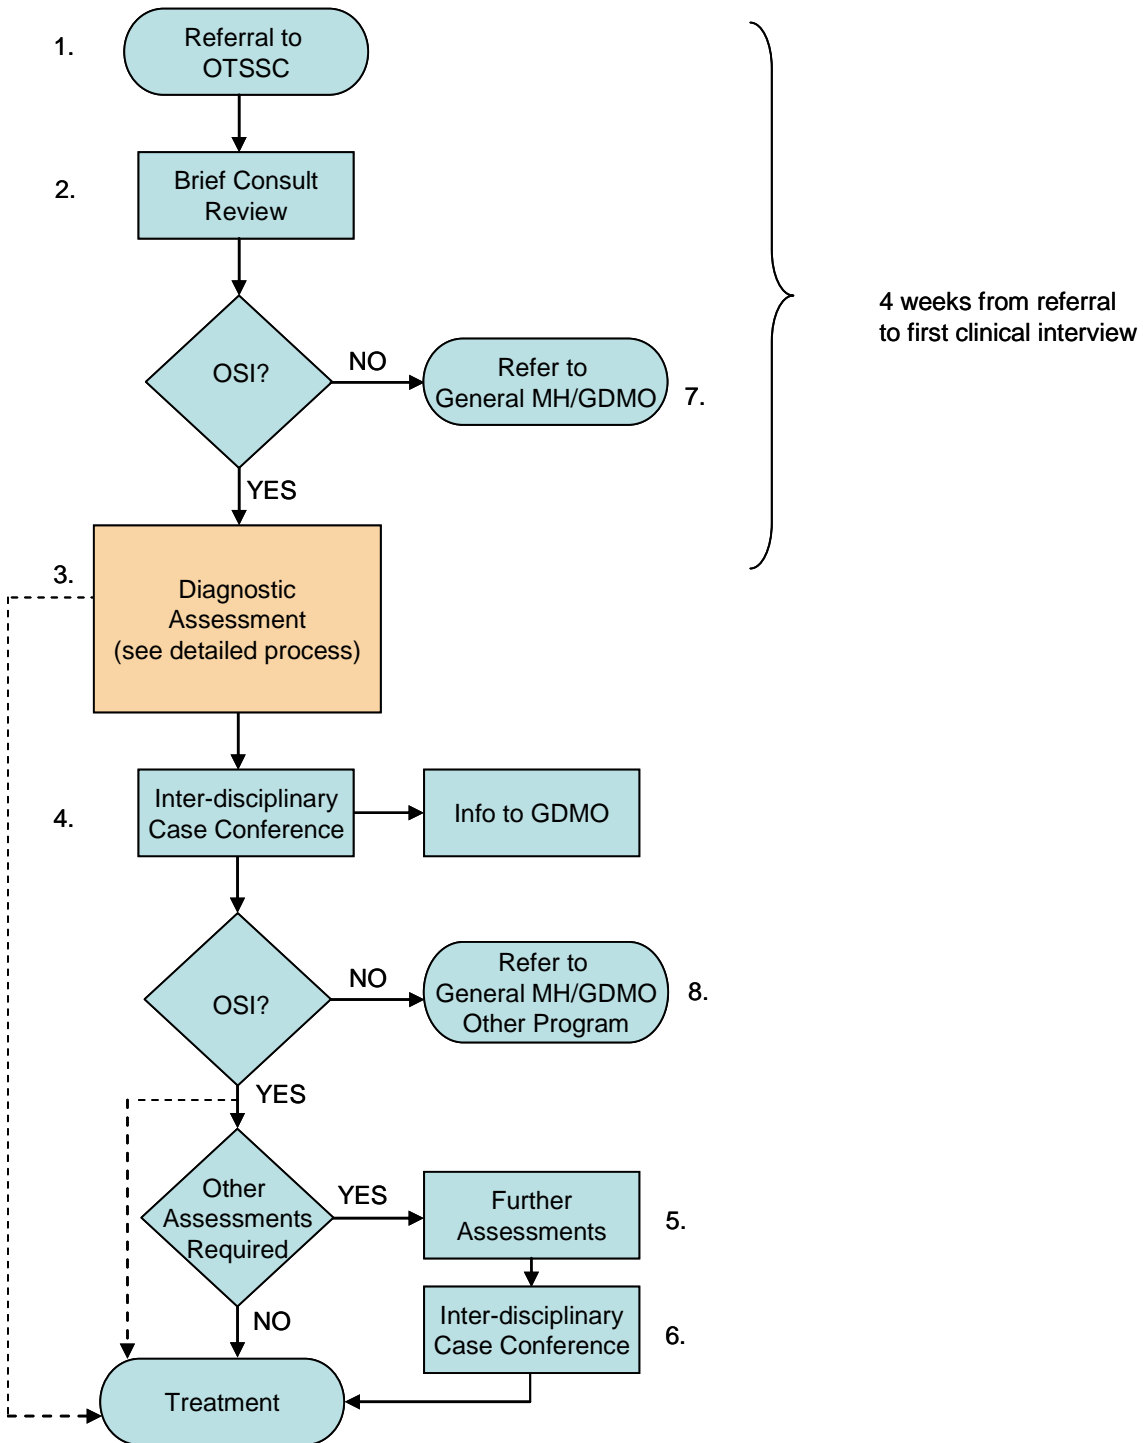 1.
Referral to
OTSSC
2.
Brief Consult
Review
4 weeks from referral
to first clinical interview
OSI?
NO
Refer to
General MH/GDMO
7.
YES
3.
Diagnostic
Assessment
(see detailed process)
4.
Inter-disciplinary
Case Conference
Info to GDMO
OSI?
NO
Refer to
General MH/GDMO
Other Program
8.
YES
Other
Assessments
Required
YES
Further
Assessments
5.
NO
Inter-disciplinary
Case Conference
6.
Treatment